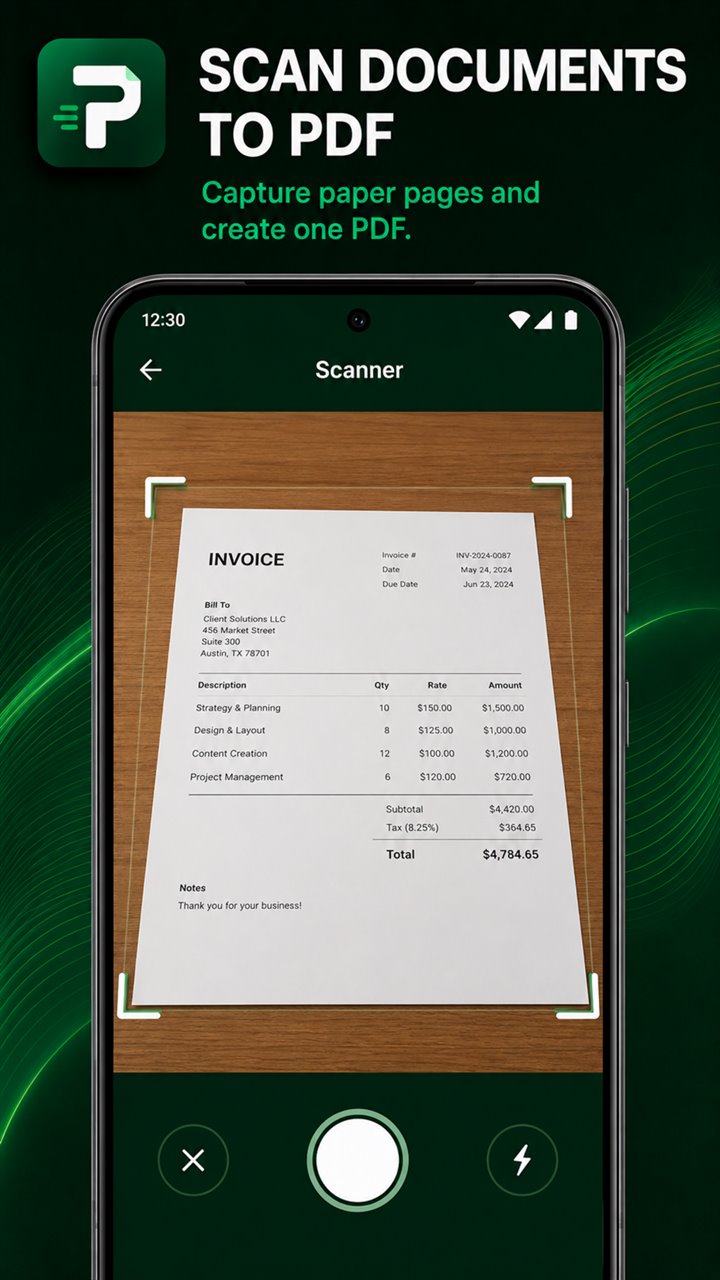 P
SCAN DOCUMENTS
TO PDF
Capture paper pages and
create one PDF.
12:30
Scanner
INVOICE
Invoice # INV-2024-0087
Date May 24, 2024
Due Date Jun 23, 2024
Bill To
Client Solutions LLC
456 Market Street
Suite 300
Austin, TX 78701
Description Qty Rate Amount
Strategy & Planning 10 $150.00 $1,500.00
Design & Layout 8 $125.00 $1,000.00
Content Creation 12 $100.00 $1,200.00
Project Management 6 $120.00 $720.00
Subtotal $4,420.00
Tax (8.25%) $364.65
Total $4,784.65
Notes
Thank you for your business!